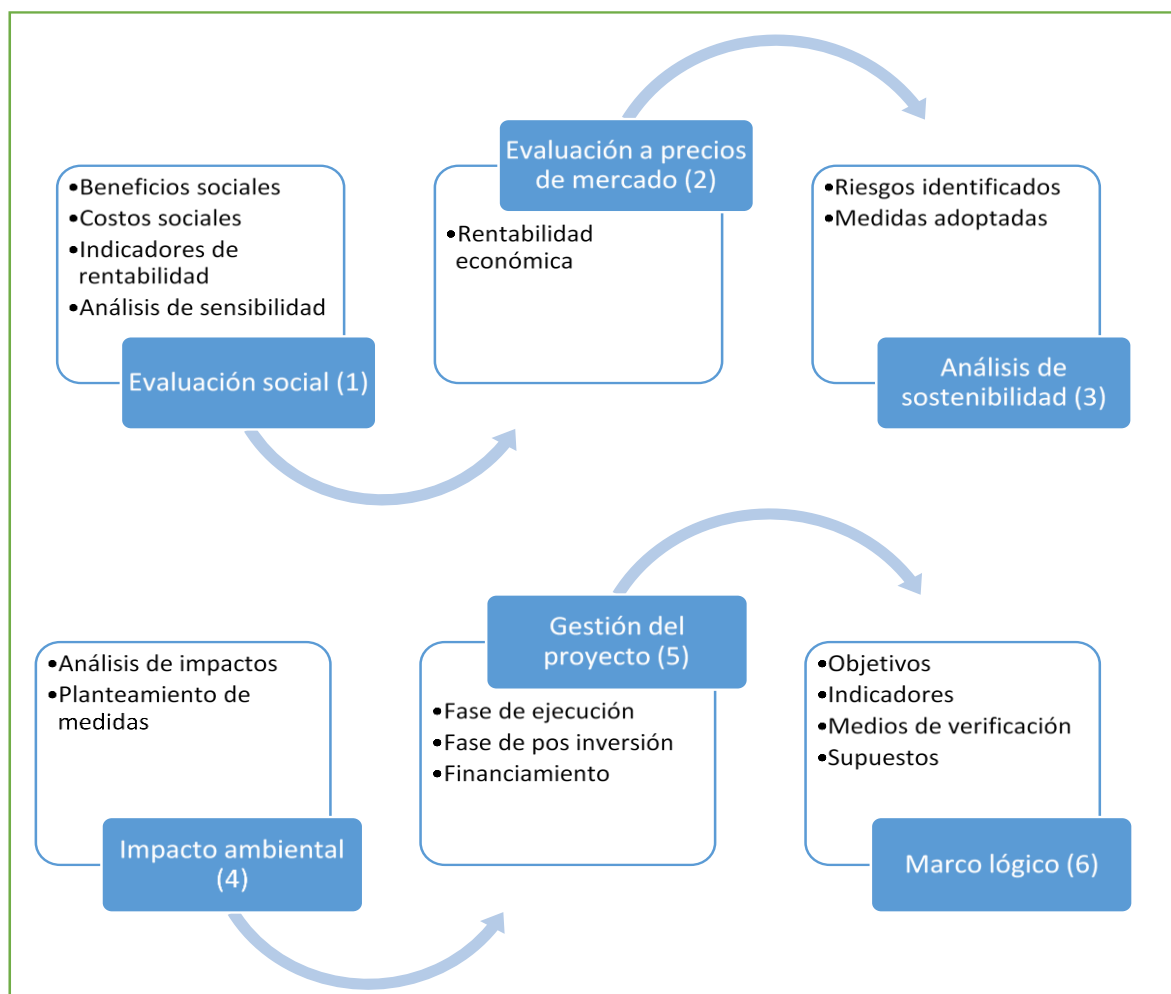 •Beneficios sociales
•Costos sociales
•Indicadores de
rentabilidad
•Análisis de sensibilidad
Evaluación social (1)
Evaluación a precios
de mercado (2)
•Rentabilidad
económica
•Riesgos identificados
•Medidas adoptadas
Análisis de
sostenibilidad (3)
•Análisis de impactos
•Planteamiento de
medidas
Impacto ambiental
(4)
Gestión del
proyecto (5)
•Fase de ejecución
•Fase de pos inversión
•Financiamiento
•Objetivos
•Indicadores
•Medios de verificación
•Supuestos
Marco lógico (6)